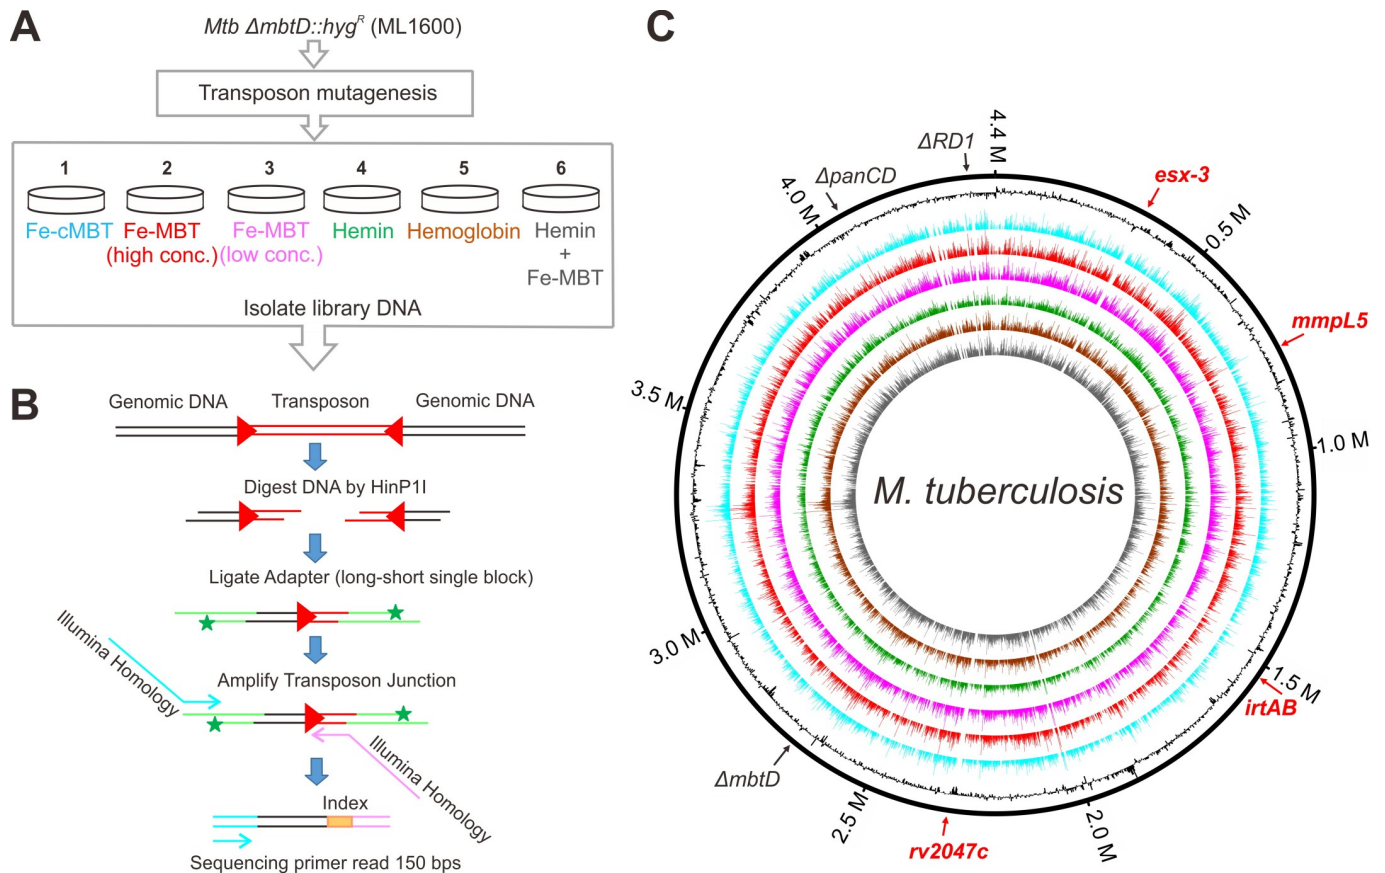 A
Mtb ΔmbtD::hygR (ML1600)
Transposon mutagenesis
1 2 3 4 5 6
Fe-cMBT Fe-MBT Fe-MBT Hemin Hemoglobin Hemin
(high conc.) (low conc.) +
Fe-MBT
Isolate library DNA
B
Genomic DNA Transposon Genomic DNA
Digest DNA by HinP1I
Ligate Adapter (long-short single block)
Illumina Homology
Amplify Transposon Junction
Illumina Homology
Index
Sequencing primer read 150 bps
C
4.4 M
ΔRD1
ΔpanCD
esx-3
4.0 M
0.5 M
mmpL5
3.5 M
1.0 M
M. tuberculosis
3.0 M
1.5 M
irtAB
ΔmbtD
2.5 M
2.0 M
rv2047c